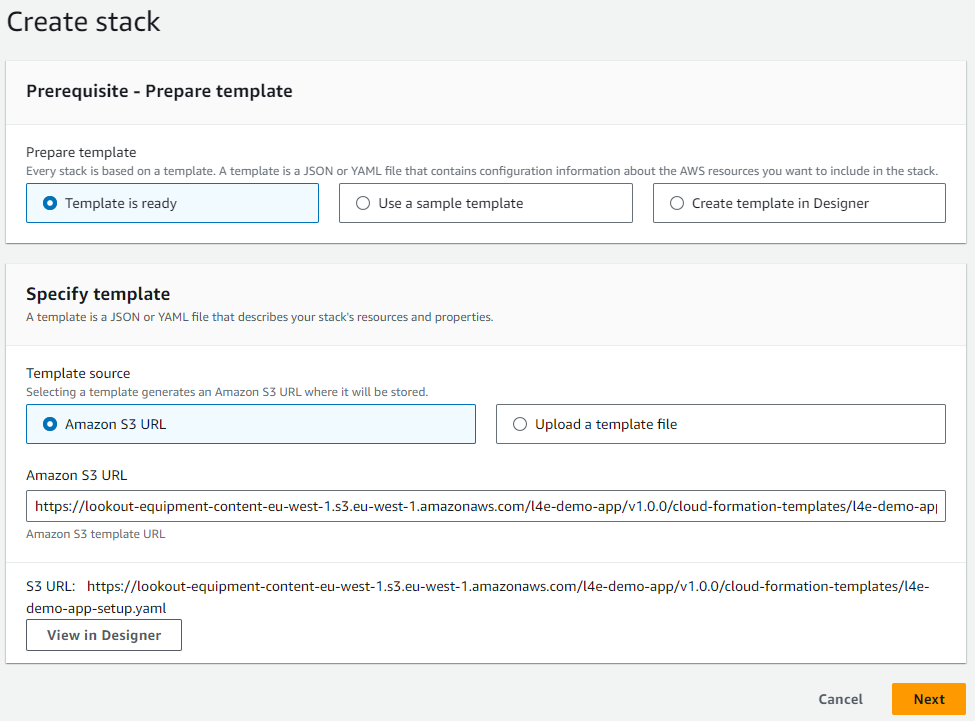 Create stack
Prerequisite - Prepare template
Prepare template
Every stack is based on a template. A template is a JSON or YAML file that contains configuration information about the AWS resources you want to include in the stack.
Template is ready
Use a sample template
Create template in Designer
Specify template
A template is a JSON or YAML file that describes your stack's resources and properties.
Template source
Selecting a template generates an Amazon S3 URL where it will be stored.
Amazon S3 URL
Upload a template file
Amazon S3 URL
https://lookout-equipment-content-eu-west-1.s3.eu-west-1.amazonaws.com/l4e-demo-app/v1.0.0/cloud-formation-templates/l4e-demo-app
Amazon S3 template URL
S3 URL: https://lookout-equipment-content-eu-west-1.s3.eu-west-1.amazonaws.com/l4e-demo-app/v1.0.0/cloud-formation-templates/l4e-
demo-app-setup.yaml
View in Designer
Cancel
Next